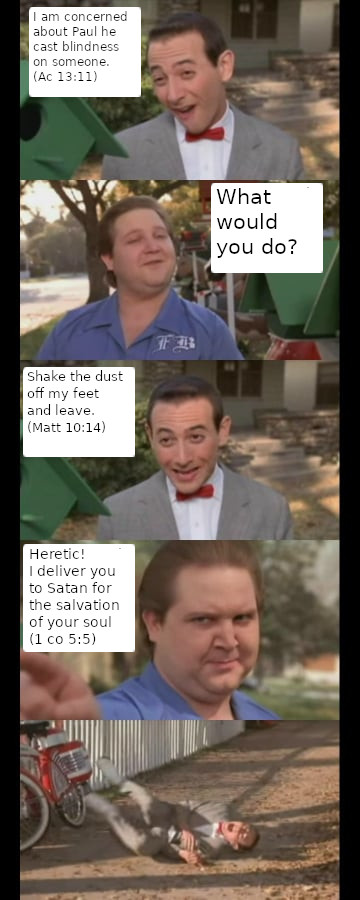 I am concerned
about Paul he
cast blindness
on someone.
(Ac 13:11)
What
would
you do?
Shake the dust
off my feet
and leave.
(Matt 10:14)
Heretic!
I deliver you
to Satan for
the salvation
of your soul
(1 co 5:5)